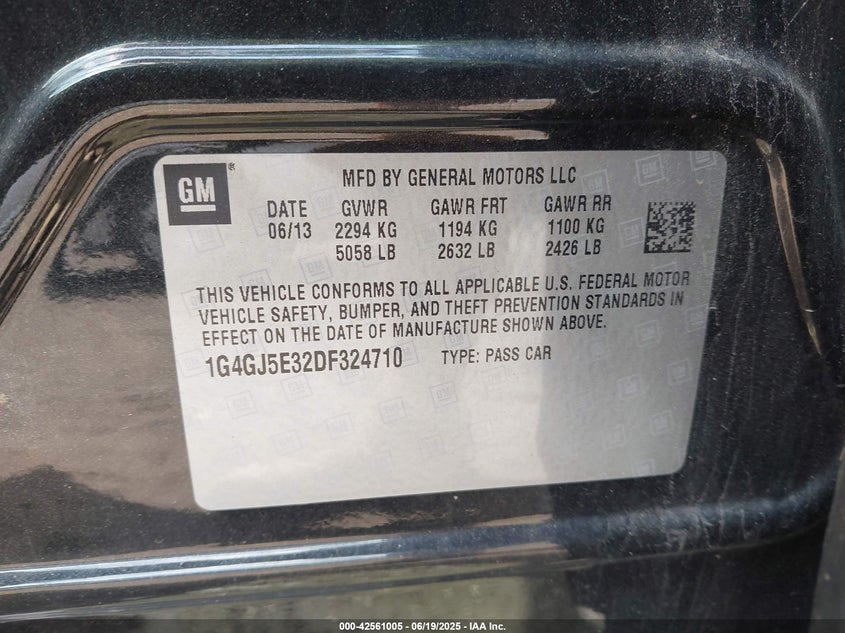 GM®
MFD BY GENERAL MOTORS LLC
DATE GVWR GAWR FRT GAWR RR
06/13 2294 KG 1194 KG 1100 KG
5058 LB 2632 LB 2426 LB
THIS VEHICLE CONFORMS TO ALL APPLICABLE U.S. FEDERAL MOTOR
VEHICLE SAFETY, BUMPER, AND THEFT PREVENTION STANDARDS IN
EFFECT ON THE DATE OF MANUFACTURE SHOWN ABOVE.
1G4GJ5E32DF324710 TYPE: PASS CAR
000-42561005 - 06/19/2025 - IAA Inc.